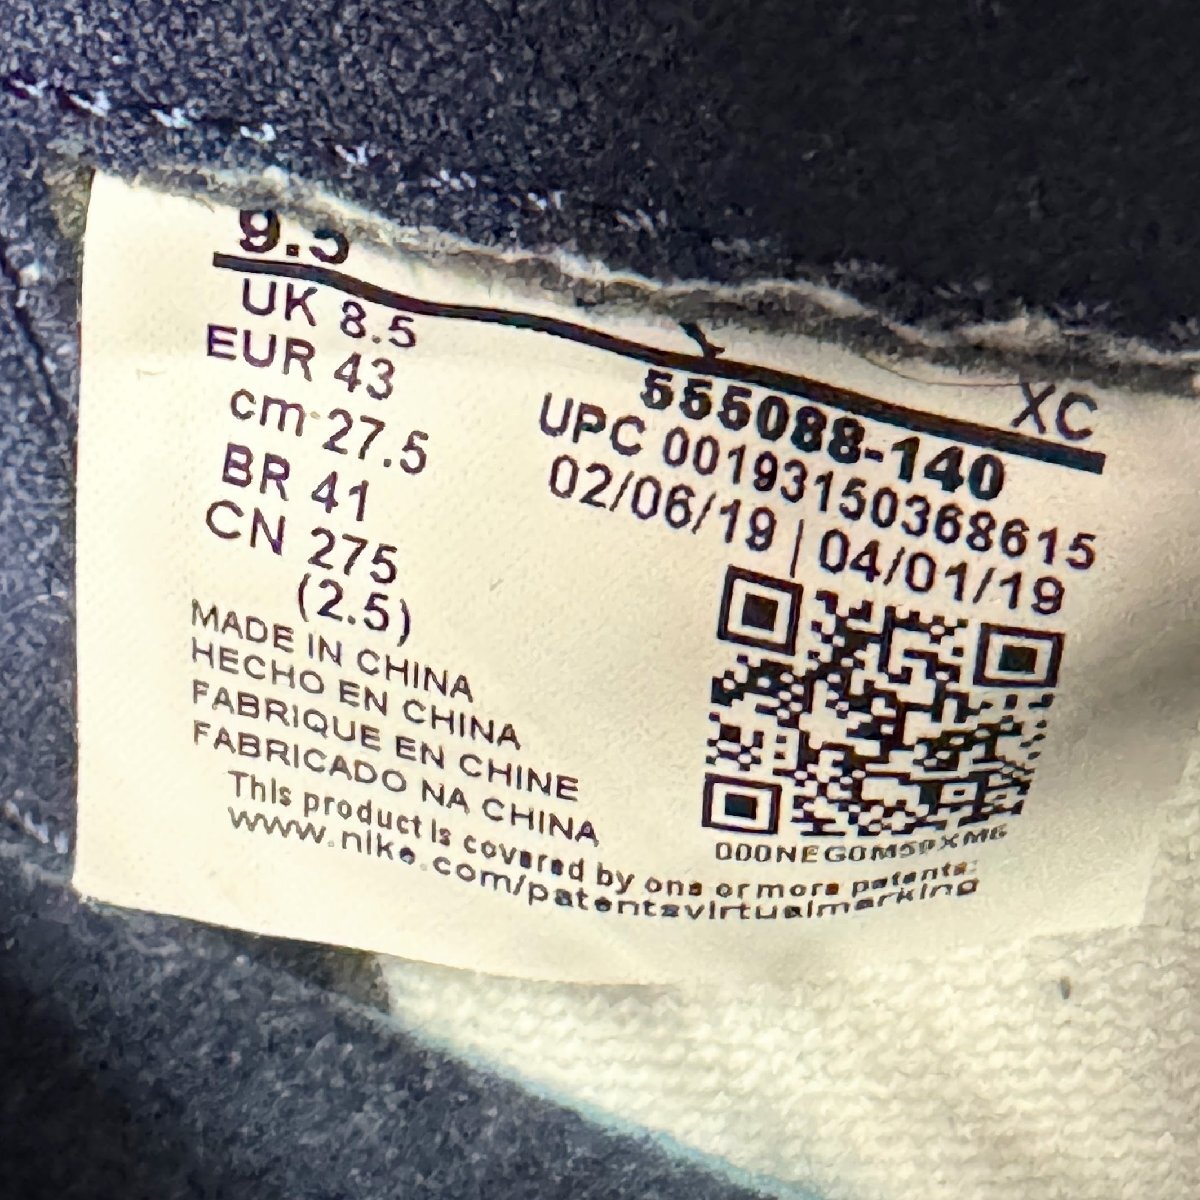 9.5
UK 8.5
EUR 43
cm 27.5
BR 41
CN 275
(2.5)
XC
555088-140
UPC 00193150368615
02/06/19 | 04/01/19
MADE IN CHINA
HECHO EN CHINA
FABRIQUE EN CHINE
FABRICADO NA CHINA
000NEG0M59XM6
This product is covered by one or more patents:
www.nike.com/patentsvirtualmarking